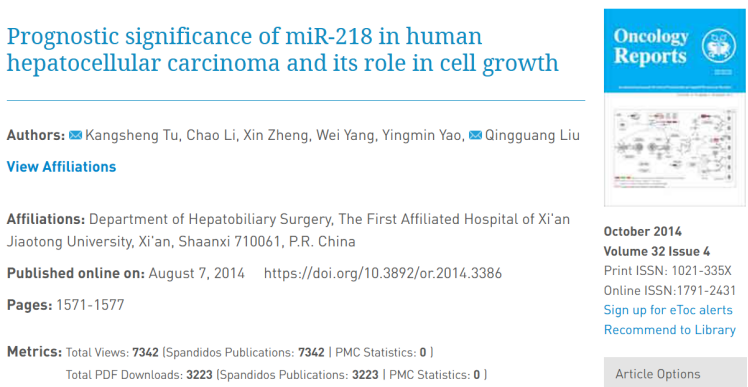 Prognostic significance of miR-218 in human
hepatocellular carcinoma and its role in cell growth
Authors: Kangsheng Tu, Chao Li, Xin Zheng, Wei Yang, Yingmin Yao, Qingguang Liu
View Affiliations
Affiliations: Department of Hepatobiliary Surgery, The First Affiliated Hospital of Xi'an
Jiaotong University, Xi'an, Shaanxi 710061, P.R. China
Published online on: August 7, 2014 https://doi.org/10.3892/or.2014.3386
Pages: 1571-1577
Metrics: Total Views: 7342 (Spandidos Publications: 7342 | PMC Statistics: 0 )
Total PDF Downloads: 3223 (Spandidos Publications: 3223 | PMC Statistics: 0 )
Oncology
Reports
October 2014
Volume 32 Issue 4
Print ISSN: 1021-335X
Online ISSN:1791-2431
Sign up for eToc alerts
Recommend to Library
Article Options